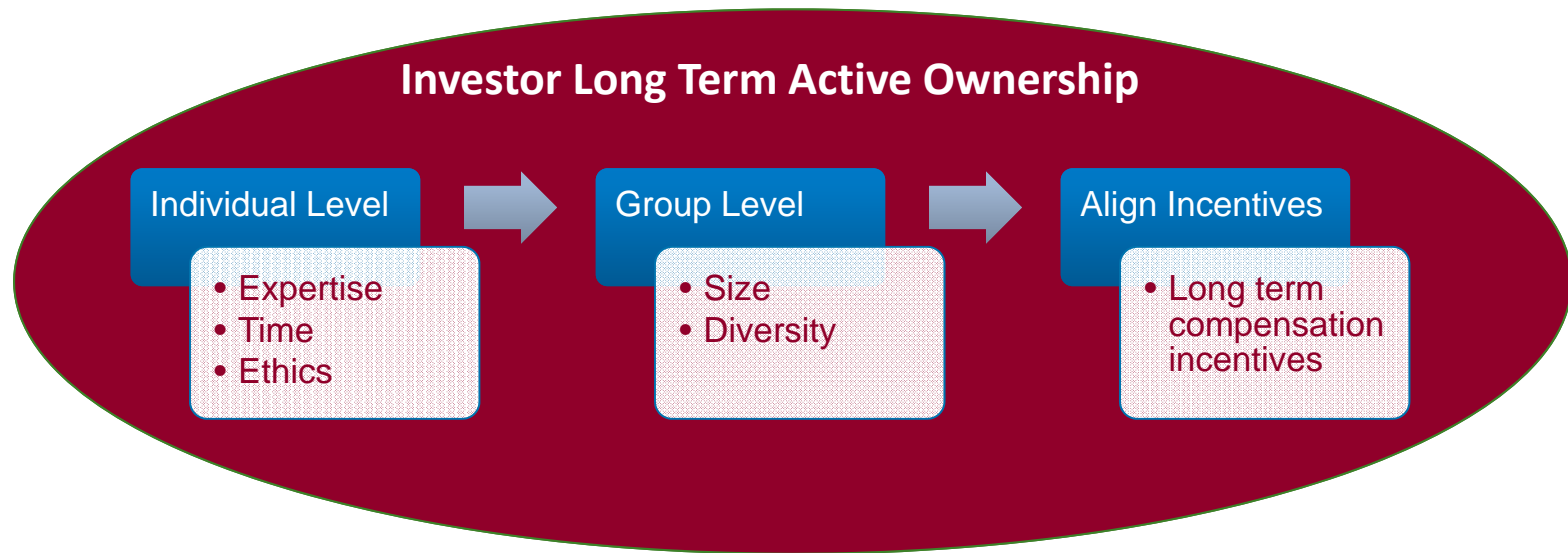 Investor Long Term Active Ownership
Individual Level
• Expertise
• Time
• Ethics
Group Level
• Size
• Diversity
Align Incentives
• Long term
compensation
incentives